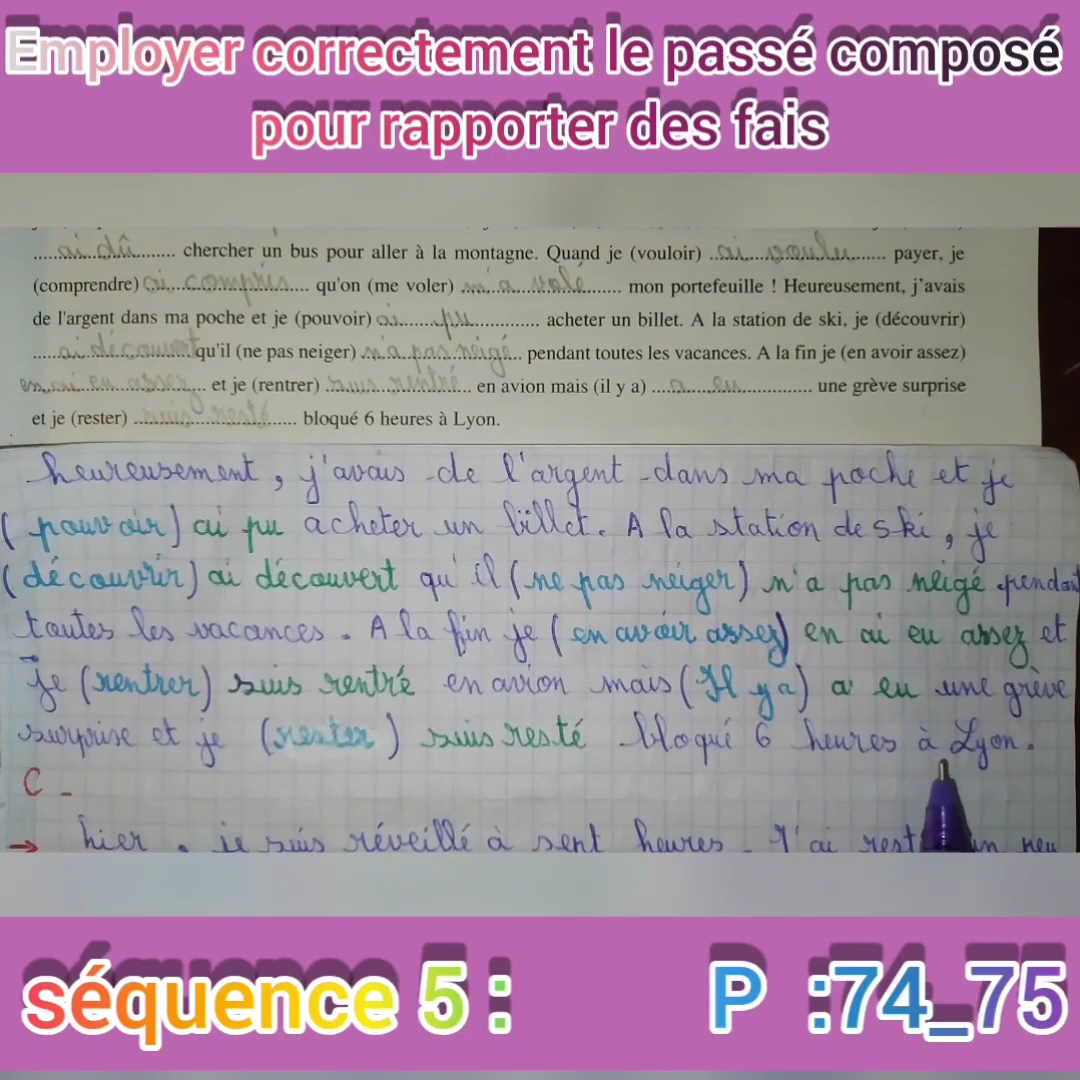 Employer correctement le passé composé
pour rapporter des fais
.....ai dû........ chercher un bus pour aller à la montagne. Quand je (vouloir) ..ai....voulu...... payer, je
(comprendre) ai....compris.... qu'on (me voler) ...m'a..volé...... mon portefeuille ! Heureusement, j'avais
de l'argent dans ma poche et je (pouvoir) ai......pu............ acheter un billet. A la station de ski, je (découvrir)
.....ai découvert qu'il (ne pas neiger) .n'a..pas neigé.. pendant toutes les vacances. A la fin je (en avoir assez)
en..ai eu assez ... et je (rentrer) .suis rentré.. en avion mais (il y a) ...a....eu............ une grève surprise
et je (rester) ..suis resté..... bloqué 6 heures à Lyon.
heureusement, j'avais de l'argent dans ma poche et je
(pouvoir) ai pu acheter un billet. A la station de ski, je
(découvrir) ai découvert qu'il (ne pas neiger) n'a pas neigé pendant
toutes les vacances. A la fin je (en avoir assez) en ai eu assez et
je (rentrer) suis rentré en avion mais (Il y a) a eu une grève
surprise et je (rester) suis resté bloqué 6 heures à Lyon.
C -
→ hier, je suis réveillé à sept heures. J'ai rest un peu
séquence 5 : P :74_75